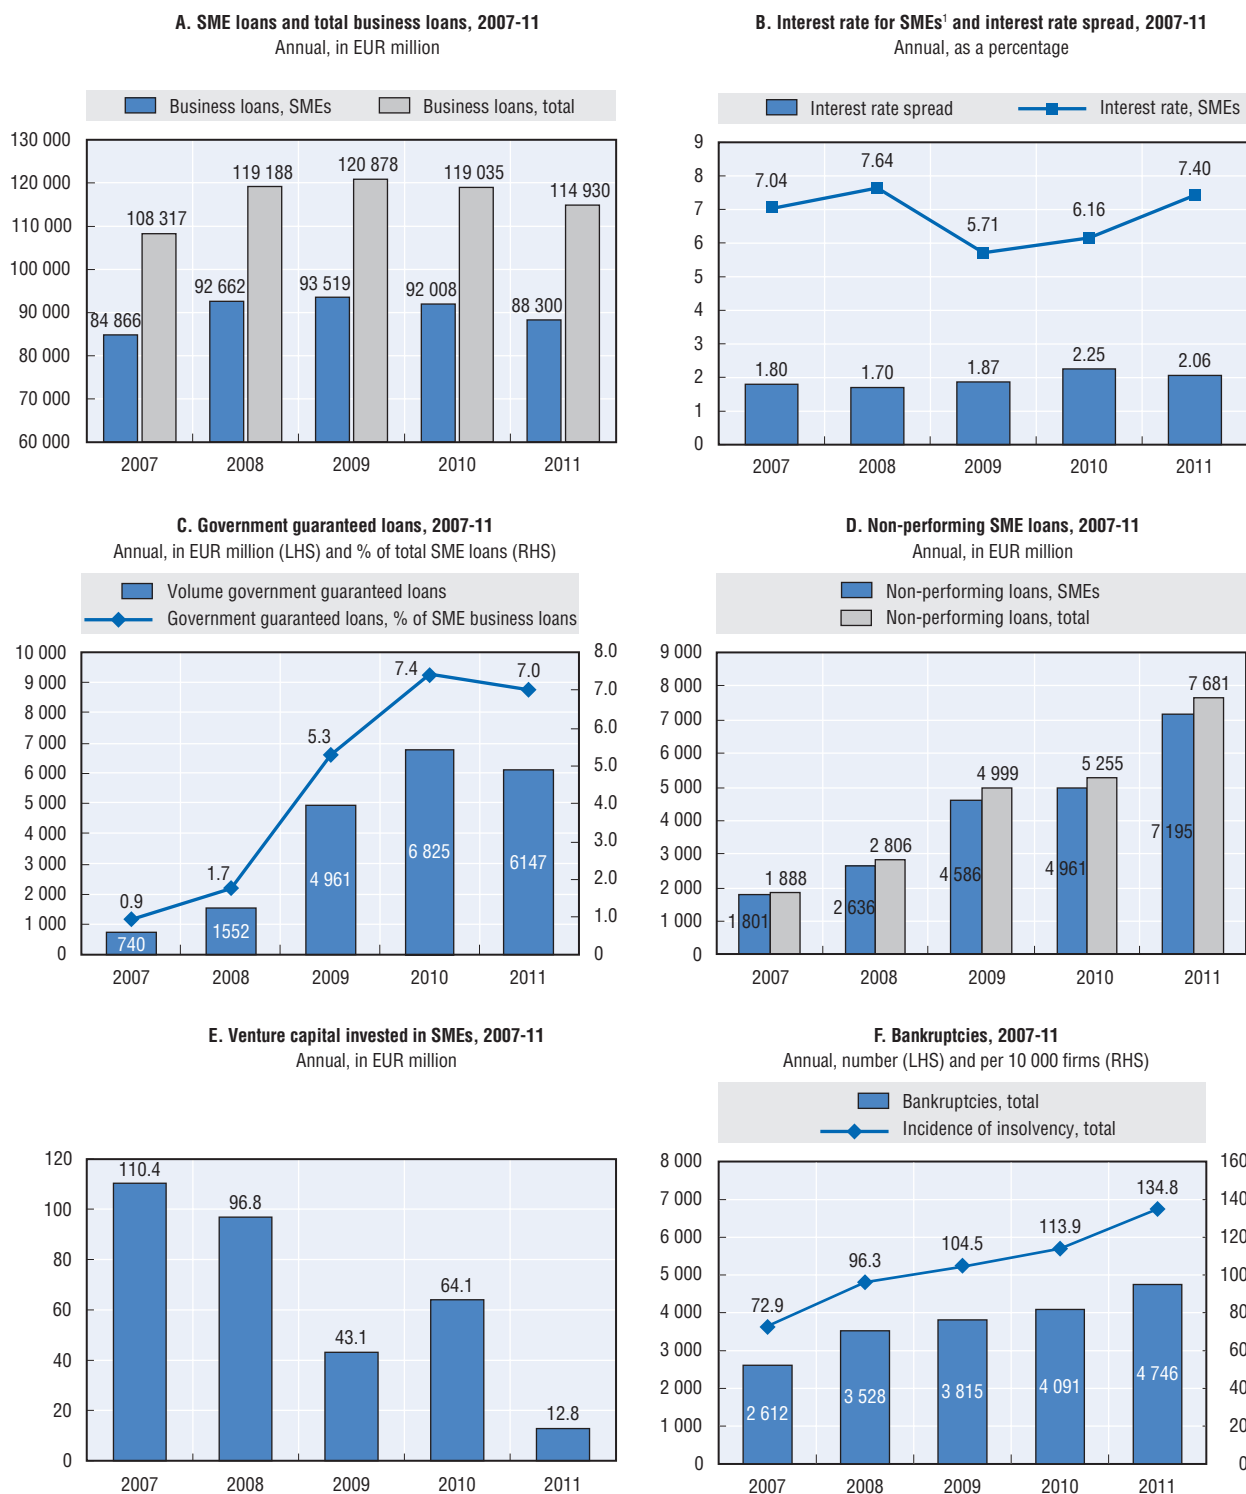 A. SME loans and total business loans, 2007-11
Annual, in EUR million
Business loans, SMEs
Business loans, total
130 000
120 000
110 000
100 000
90 000
80 000
70 000
60 000
84 866
108 317
92 662
119 188
93 519
120 878
92 008
119 035
88 300
114 930
2007 2008 2009 2010 2011
B. Interest rate for SMEs¹ and interest rate spread, 2007-11
Annual, as a percentage
Interest rate spread
Interest rate, SMEs
9
8
7
6
5
4
3
2
1
0
7.04 7.64 5.71 6.16 7.40
1.80 1.70 1.87 2.25 2.06
2007 2008 2009 2010 2011
C. Government guaranteed loans, 2007-11
Annual, in EUR million (LHS) and % of total SME loans (RHS)
Volume government guaranteed loans
Government guaranteed loans, % of SME business loans
10 000
9 000
8 000
7 000
6 000
5 000
4 000
3 000
2 000
1 000
0
8.0
7.0
6.0
5.0
4.0
3.0
2.0
1.0
0
0.9 1.7 5.3 7.4 7.0
740 1552 4 961 6 825 6147
2007 2008 2009 2010 2011
D. Non-performing SME loans, 2007-11
Annual, in EUR million
Non-performing loans, SMEs
Non-performing loans, total
9 000
8 000
7 000
6 000
5 000
4 000
3 000
2 000
1 000
0
1 801
1 888
2 636
2 806
4 586
4 999
4 961
5 255
7 195
7 681
2007 2008 2009 2010 2011
E. Venture capital invested in SMEs, 2007-11
Annual, in EUR million
120
100
80
60
40
20
0
110.4 96.8 43.1 64.1 12.8
2007 2008 2009 2010 2011
F. Bankruptcies, 2007-11
Annual, number (LHS) and per 10 000 firms (RHS)
Bankruptcies, total
Incidence of insolvency, total
8 000
7 000
6 000
5 000
4 000
3 000
2 000
1 000
0
160
140
120
100
80
60
40
20
0
72.9 96.3 104.5 113.9 134.8
2 612 3 528 3 815 4 091 4 746
2007 2008 2009 2010 2011